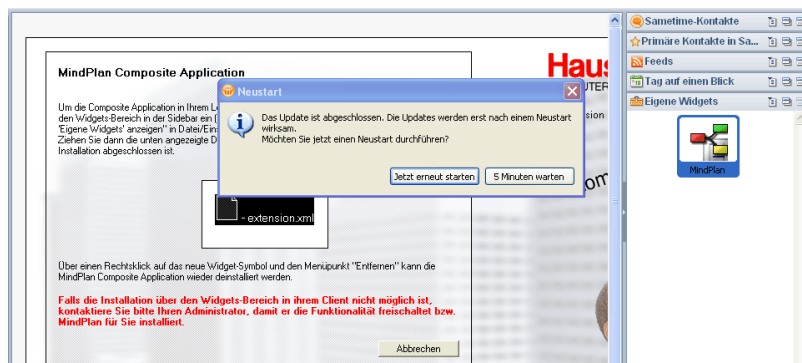 MindPlan Composite Application
Haus
UTER
Um die Composite Application in Ihrem L
den Widgets-Bereich in der Sidebar ein (
'Eigene Widgets' anzeigen" in Datei/Ein
Ziehen Sie dann die unten angezeigte D
Installation abgeschlossen ist.
sion
om
Neustart
Das Update ist abgeschlossen. Die Updates werden erst nach einem Neustart
wirksam.
Möchten Sie jetzt einen Neustart durchführen?
Jetzt erneut starten
5 Minuten warten
- extension.xml
Über einen Rechtsklick auf das neue Widget-Symbol und den Menüpunkt "Entfernen" kann die
MindPlan Composite Application wieder deinstalliert werden.
Falls die Installation über den Widgets-Bereich in ihrem Client nicht möglich ist,
kontaktiere Sie bitte Ihren Administrator, damit er die Funktionalität freischaltet bzw.
MindPlan für Sie installiert.
Abbrechen
Sametime-Kontakte
Primäre Kontakte in Sa...
Feeds
Tag auf einen Blick
Eigene Widgets
MindPlan